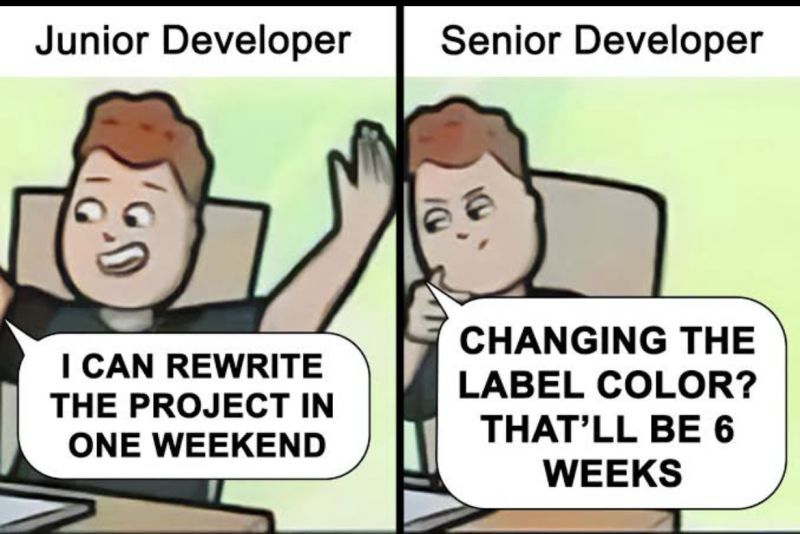 Junior Developer
I CAN REWRITE
THE PROJECT IN
ONE WEEKEND
Senior Developer
CHANGING THE
LABEL COLOR?
THAT’LL BE 6
WEEKS